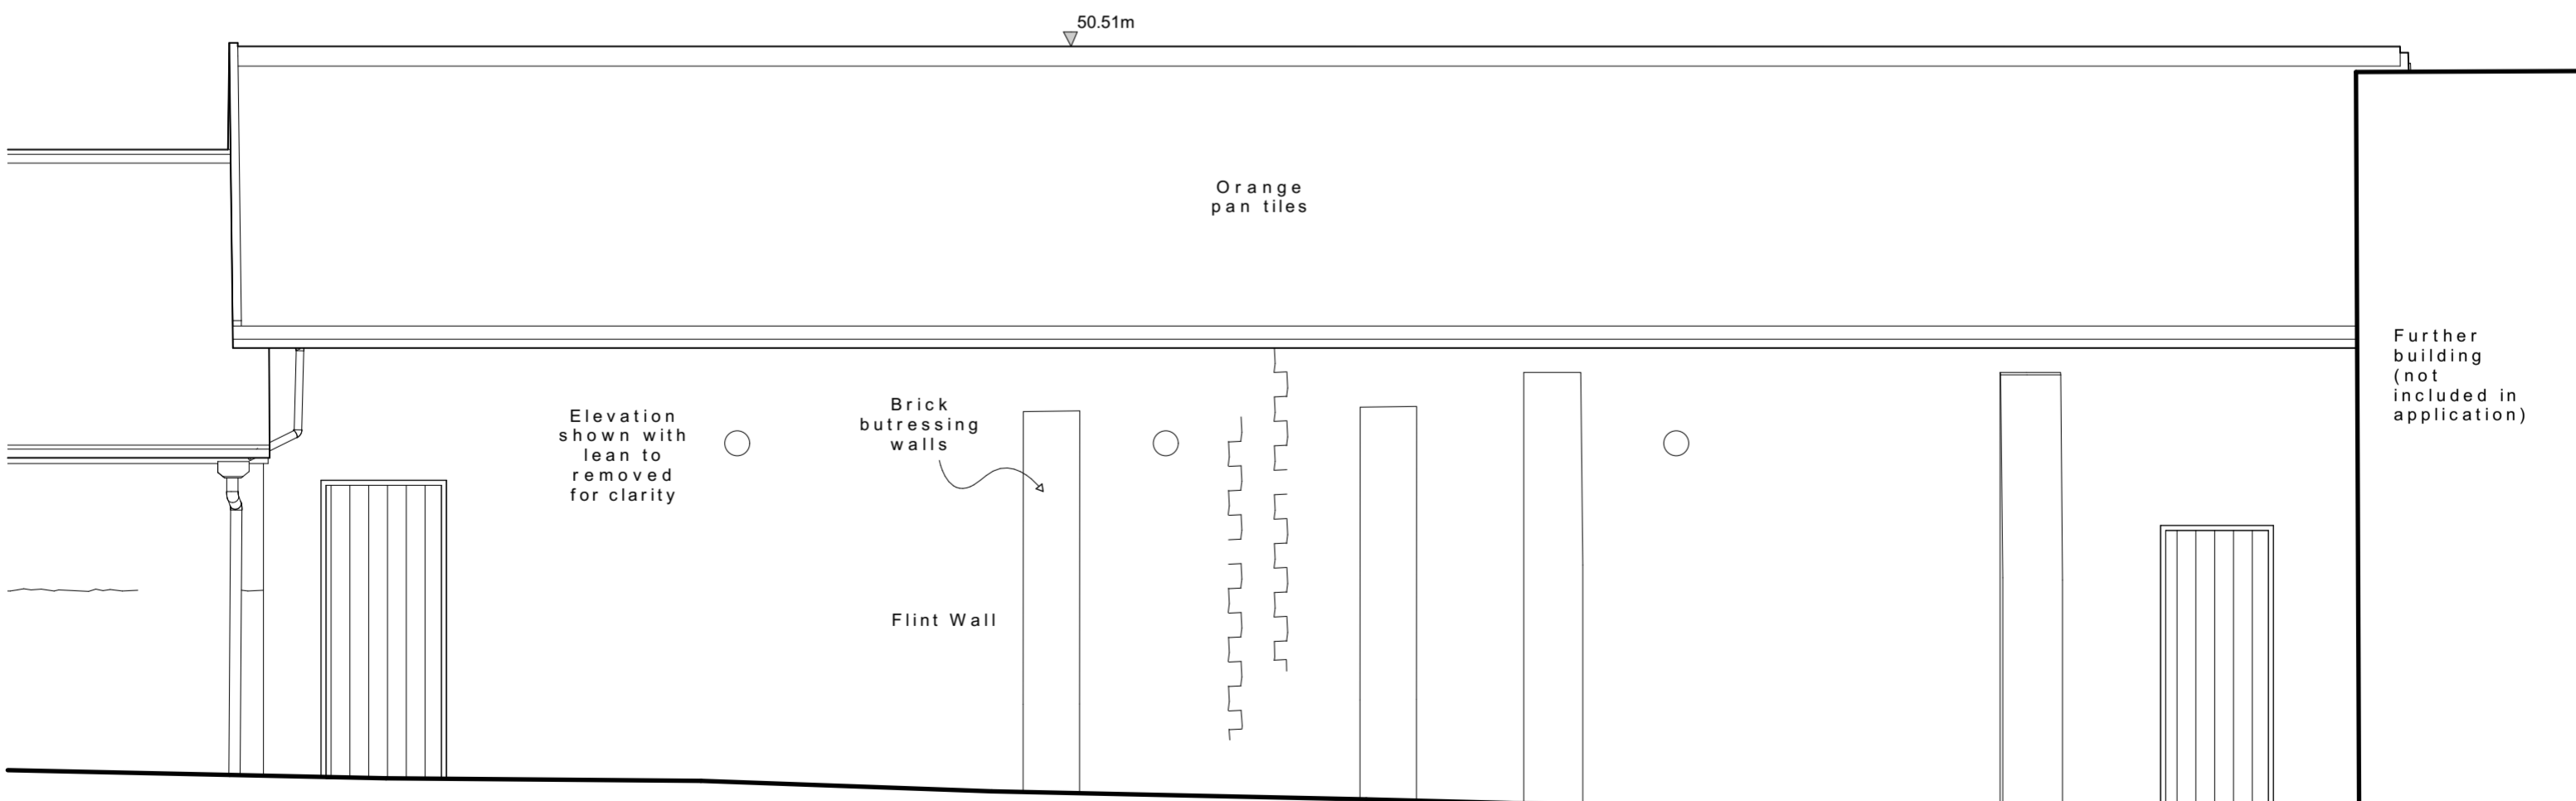 50.51m
Orange
pan tiles
Further
building
(not
included in
application)
Elevation
shown with
lean to
removed
for clarity
Brick
butressing
walls
Flint Wall